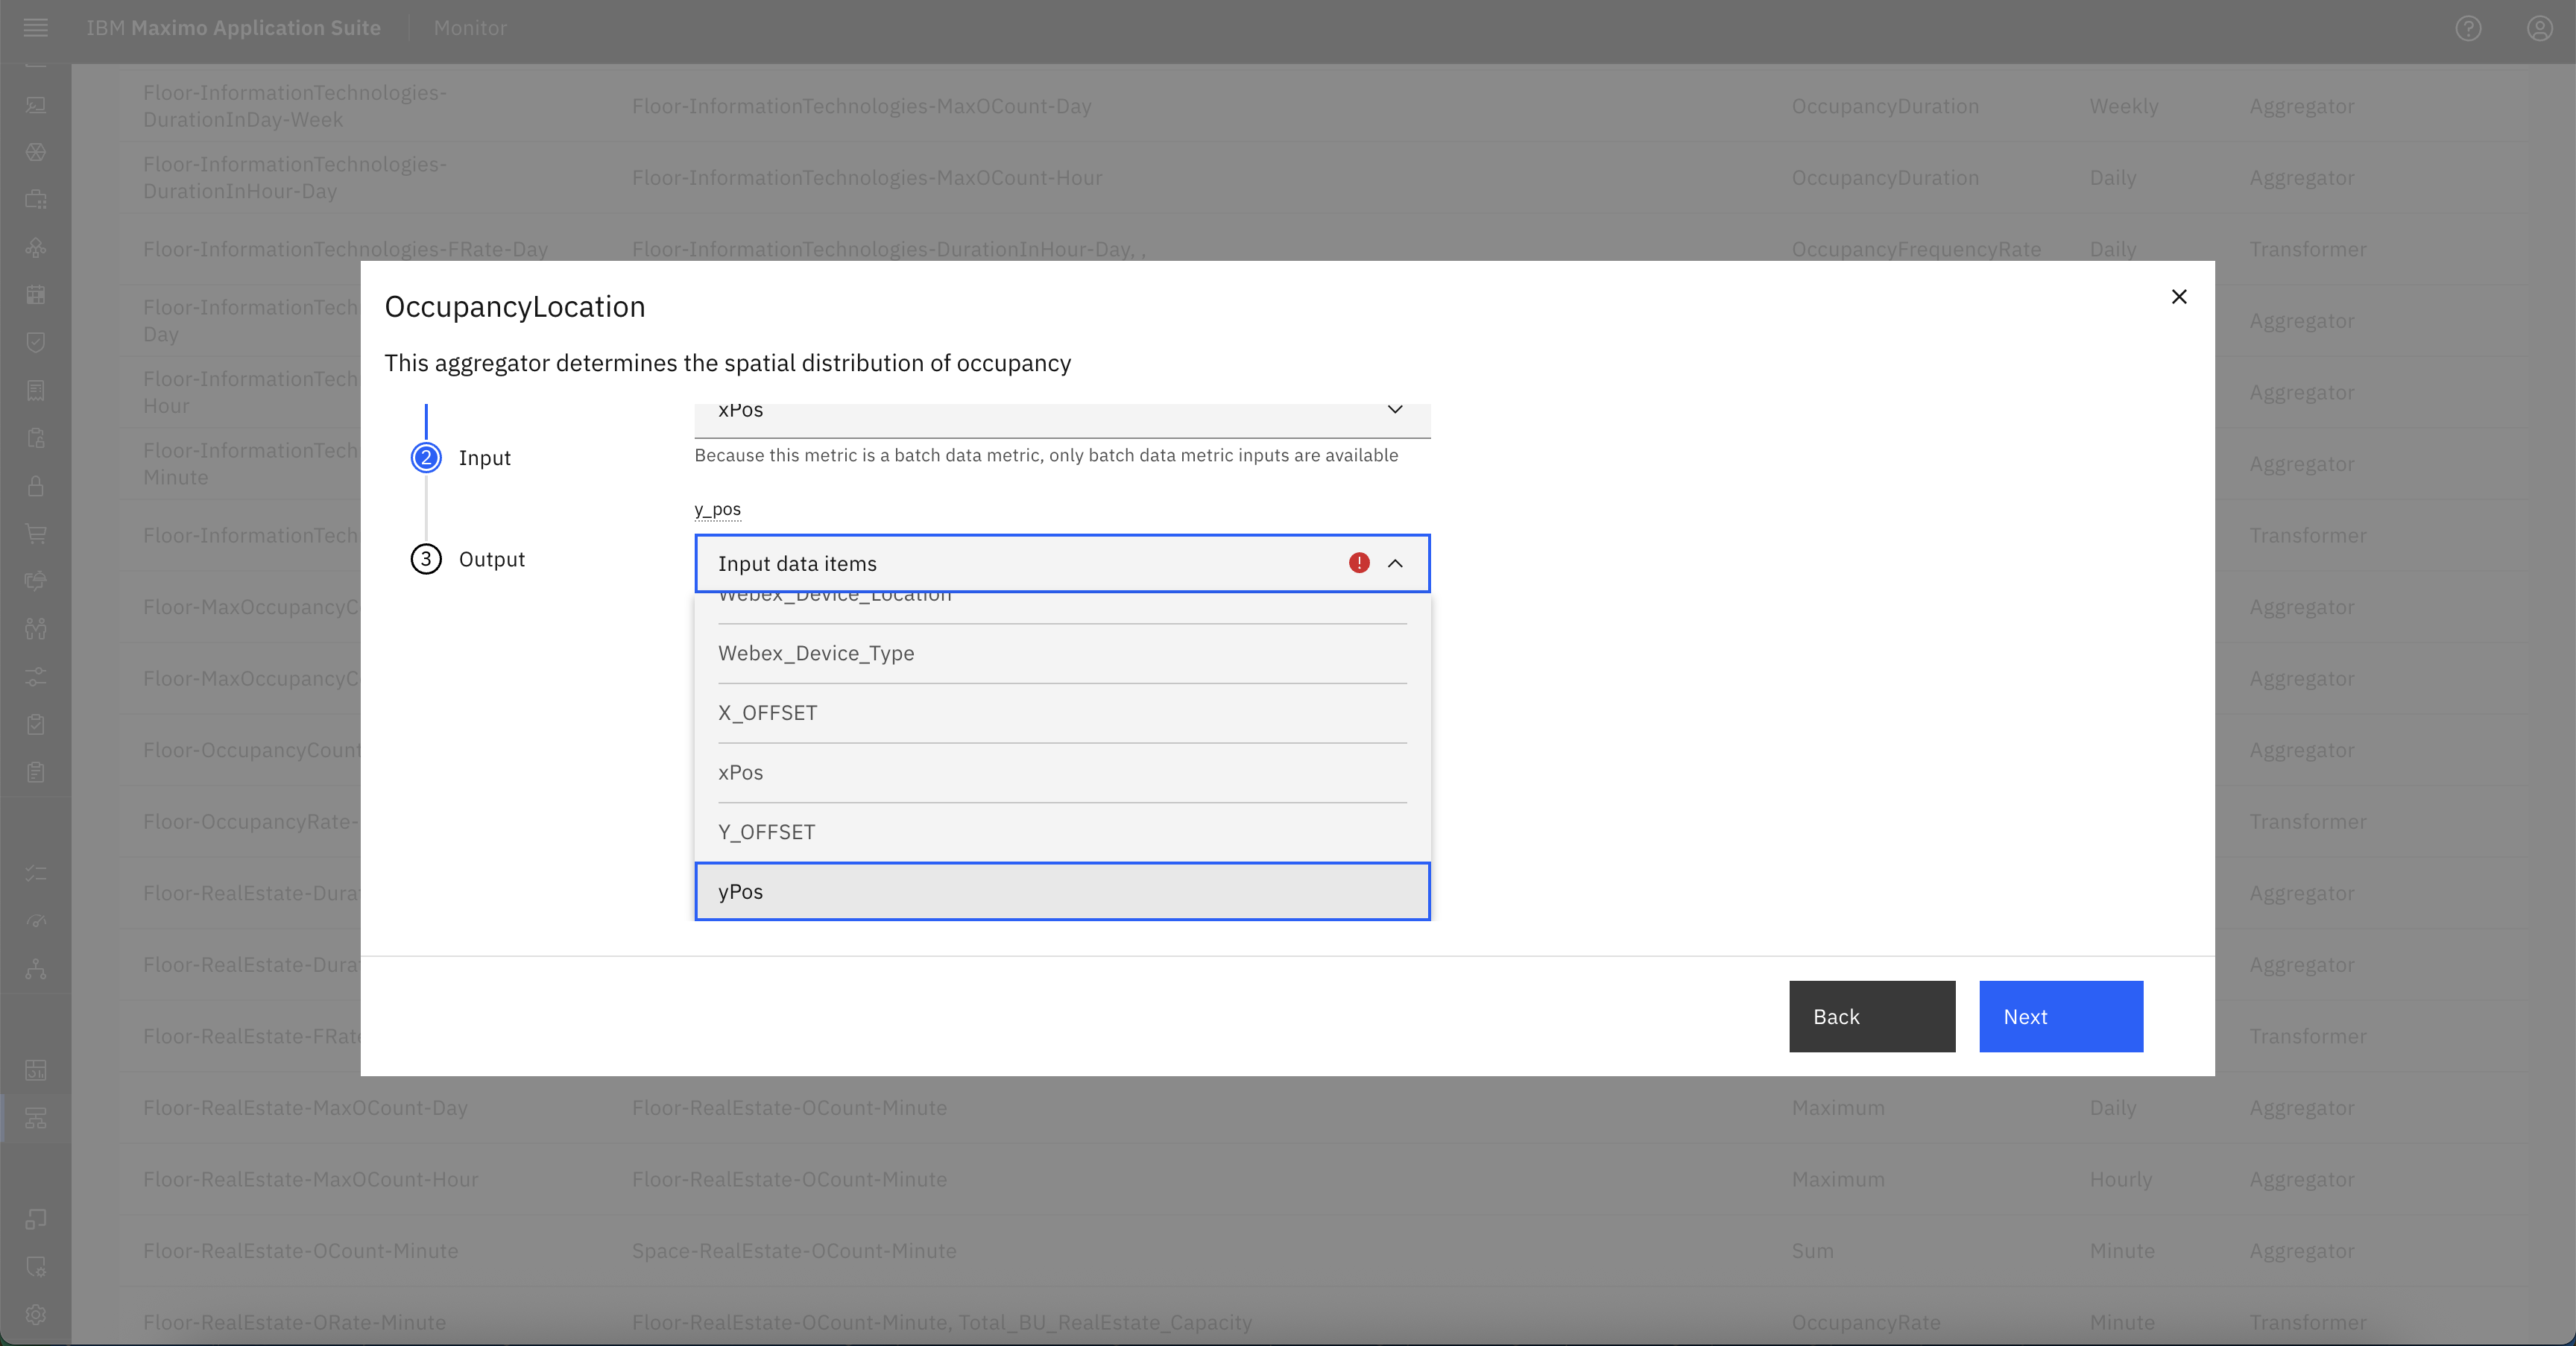 IBM Maximo Application Suite Monitor
Floor-InformationTechnologies-
DurationInDay-Week
Floor-InformationTechnologies-MaxOCount-Day
OccupancyDuration
Weekly
Aggregator
Floor-InformationTechnologies-
DurationInHour-Day
Floor-InformationTechnologies-MaxOCount-Hour
OccupancyDuration
Daily
Aggregator
Floor-InformationTechnologies-FRate-Day
Floor-InformationTechnologies-DurationInHour-Day, ,
OccupancyFrequencyRate
Daily
Transformer
Floor-InformationTech
Day
Aggregator
Floor-InformationTech
Hour
Aggregator
Floor-InformationTech
Minute
Aggregator
Floor-InformationTech
Transformer
Floor-MaxOccupancyC
Aggregator
Floor-MaxOccupancyC
Aggregator
Floor-OccupancyCount
Aggregator
Floor-OccupancyRate-
Transformer
Floor-RealEstate-Dura
Aggregator
Floor-RealEstate-Dura
Aggregator
Floor-RealEstate-FRate
Transformer
OccupancyLocation
This aggregator determines the spatial distribution of occupancy
2 Input
3 Output
xPos
Because this metric is a batch data metric, only batch data metric inputs are available
y_pos
Input data items
Webex_Device_Location
Webex_Device_Type
X_OFFSET
xPos
Y_OFFSET
yPos
Back
Next
Floor-RealEstate-MaxOCount-Day
Floor-RealEstate-OCount-Minute
Maximum
Daily
Aggregator
Floor-RealEstate-MaxOCount-Hour
Floor-RealEstate-OCount-Minute
Maximum
Hourly
Aggregator
Floor-RealEstate-OCount-Minute
Space-RealEstate-OCount-Minute
Sum
Minute
Aggregator
Floor-RealEstate-ORate-Minute
Floor-RealEstate-OCount-Minute, Total_BU_RealEstate_Capacity
OccupancyRate
Minute
Transformer